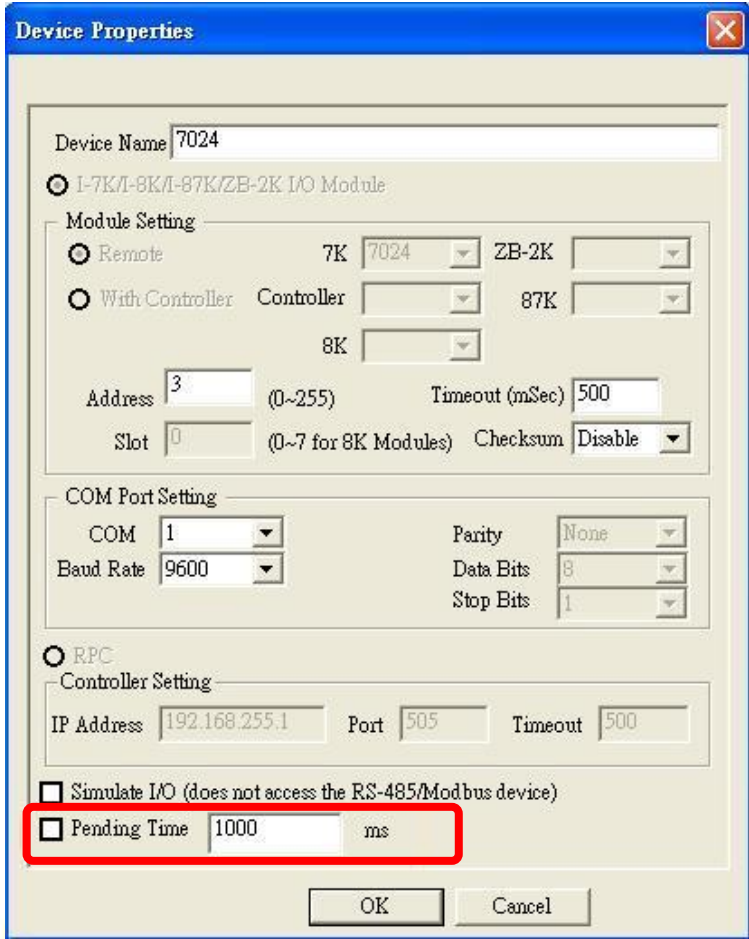 Device Properties
Device Name 7024
I-7K/I-8K/I-87K/ZB-2K I/O Module
Module Setting
Remote 7K 7024 ZB-2K
With Controller Controller 87K
8K
Address 3 (0~255) Timeout (mSec) 500
Slot 0 (0~7 for 8K Modules) Checksum Disable
COM Port Setting
COM 1 Parity None
Baud Rate 9600 Data Bits 8
Stop Bits 1
RPC
Controller Setting
IP Address 192.168.255.1 Port 505 Timeout 500
Simulate I/O (does not access the RS-485/Modbus device)
Pending Time 1000 ms
OK Cancel